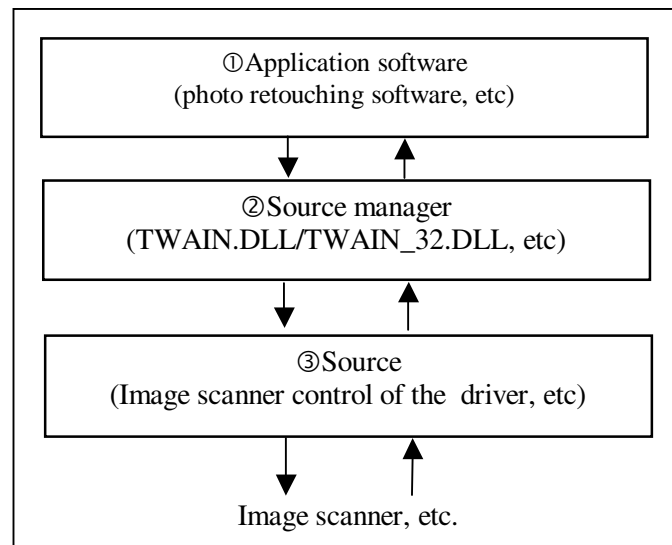 ①Application software
(photo retouching software, etc)
②Source manager
(TWAIN.DLL/TWAIN_32.DLL, etc)
③Source
(Image scanner control of the driver, etc)
Image scanner, etc.